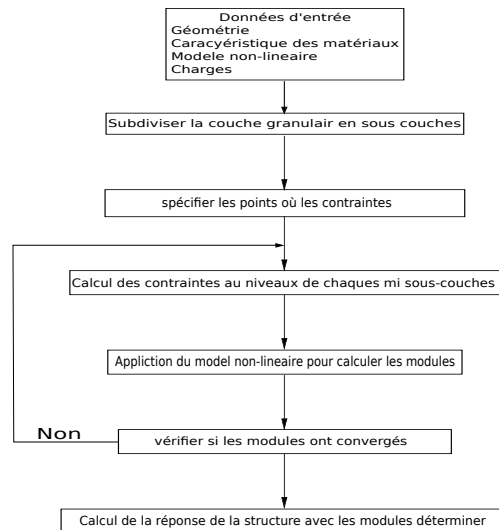 Données d'entrée
Géométrie
Caracyéristique des matériaux
Modele non-lineaire
Charges
Subdiviser la couche granulair en sous couches
spécifier les points où les contraintes
Calcul des contraintes au niveaux de chaques mi sous-couches
Appliction du model non-lineaire pour calculer les modules
Non
vérifier si les modules ont convergés
Calcul de la réponse de la structure avec les modules déterminer